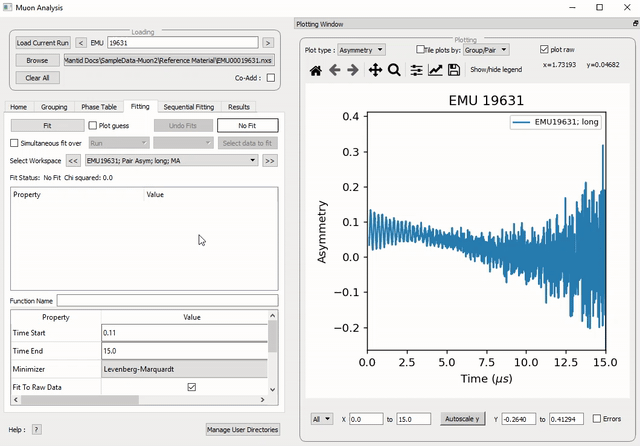 Muon Analysis
Loading
Load Current Run < EMU 19631 >
Browse Mantid Docs\SampleData-Muon2\Reference Material\EMU00019631.nxs
Clear All Co-Add :
Home Grouping Phase Table Fitting Sequential Fitting Results
Fit Plot guess Undo Fits No Fit
Simultaneous fit over Run Select data to fit
Select Workspace << EMU19631; Pair Asym; long; MA >>
Fit Status: No Fit Chi squared: 0.0
Property Value
Function Name
Property Value
Time Start 0.11
Time End 15.0
Minimizer Levenberg-Marquardt
Fit To Raw Data
Help : ? Manage User Directories
Plotting Window
Plotting
Plot type : Asymmetry Tile plots by: Group/Pair plot raw
Show/hide legend x=1.73193 y=0.04682
EMU 19631
EMU19631; long
Asymmetry
0.4
0.3
0.2
0.1
0.0
−0.1
−0.2
0.0 2.5 5.0 7.5 10.0 12.5 15.0
Time (μs)
All X 0.0 to 15.0 Autoscale y Y -0.2640 to 0.41294 Errors